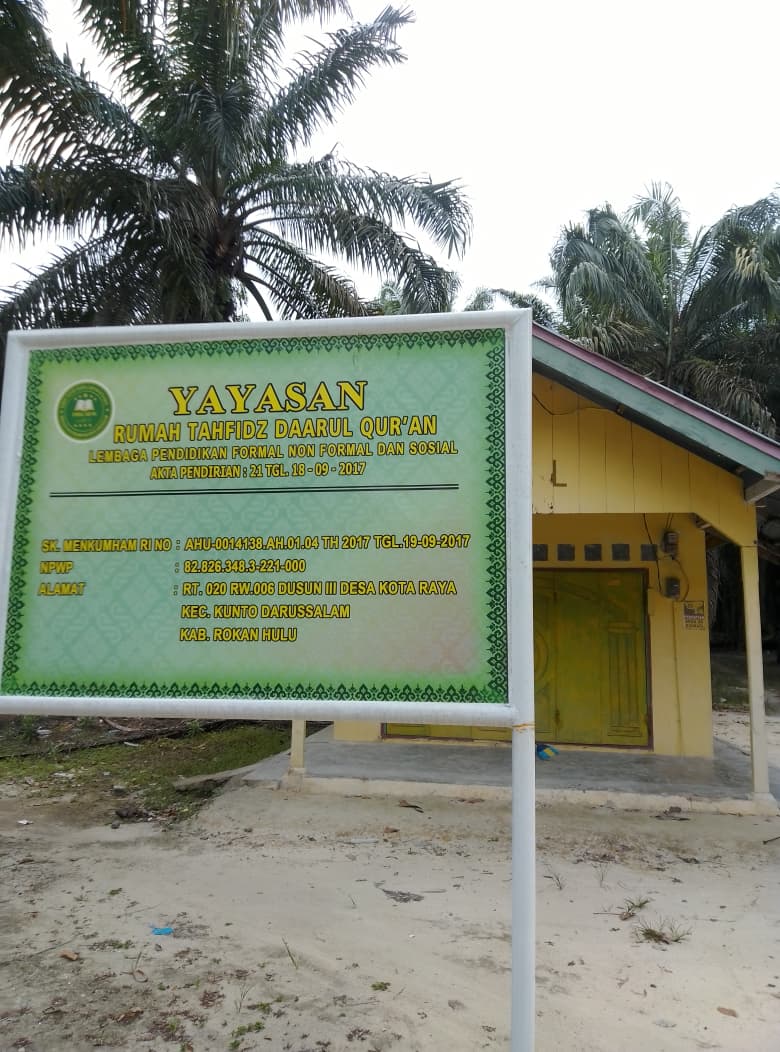 YAYASAN
RUMAH TAHFIDZ DAARUL QUR'AN
LEMBAGA PENDIDIKAN FORMAL NON FORMAL DAN SOSIAL
AKTA PENDIRIAN : 21 TGL. 18 - 09 - 2017
SK. MENKUMHAM RI NO : AHU-0014138.AH.01.04 TH 2017 TGL.19-09-2017
NPWP : 82.826.348.3-221-000
ALAMAT : RT. 020 RW.006 DUSUN III DESA KOTA RAYA
KEC. KUNTO DARUSSALAM
KAB. ROKAN HULU
L